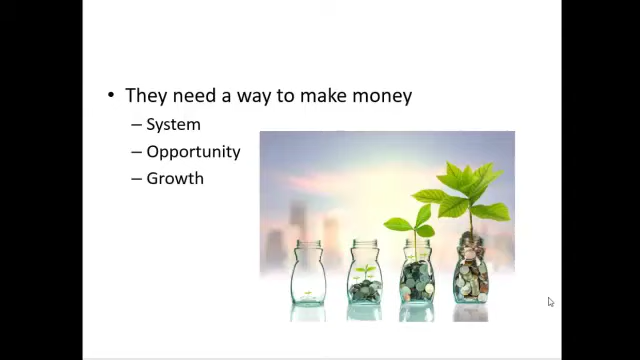 • They need a way to make money
– System
– Opportunity
– Growth